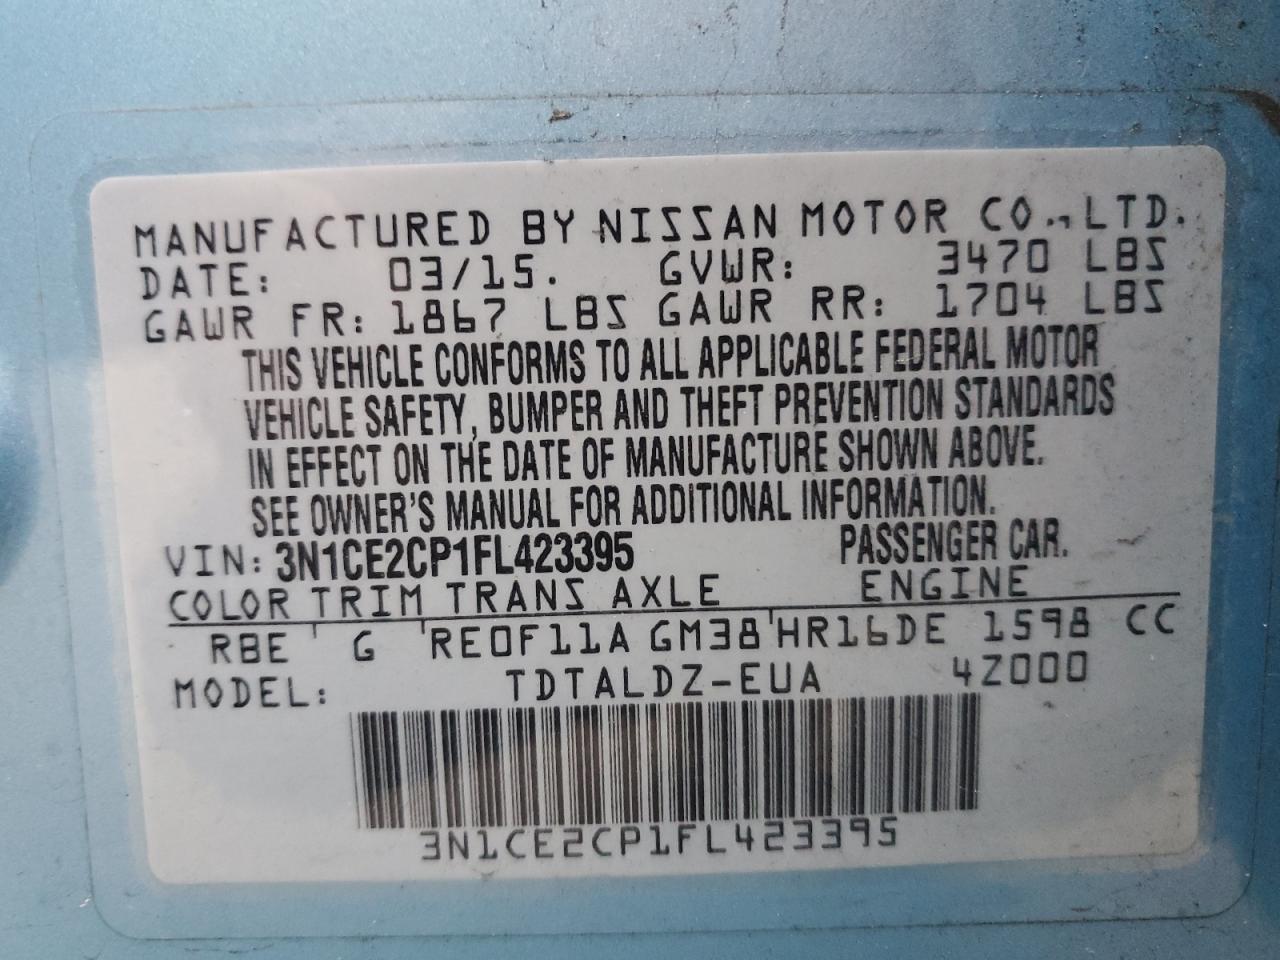 MANUFACTURED BY NISSAN MOTOR CO., LTD.
DATE: 03/15. GVWR: 3470 LBS
GAWR FR: 1867 LBS GAWR RR: 1704 LBS
THIS VEHICLE CONFORMS TO ALL APPLICABLE FEDERAL MOTOR
VEHICLE SAFETY, BUMPER AND THEFT PREVENTION STANDARDS
IN EFFECT ON THE DATE OF MANUFACTURE SHOWN ABOVE.
SEE OWNER'S MANUAL FOR ADDITIONAL INFORMATION.
VIN: 3N1CE2CP1FL423395 PASSENGER CAR.
COLOR TRIM TRANS AXLE ENGINE
RBE G RE0F11A GM38 HR16DE 1598 CC
MODEL: TDTALDZ-EUA 4Z000
3N1CE2CP1FL423395